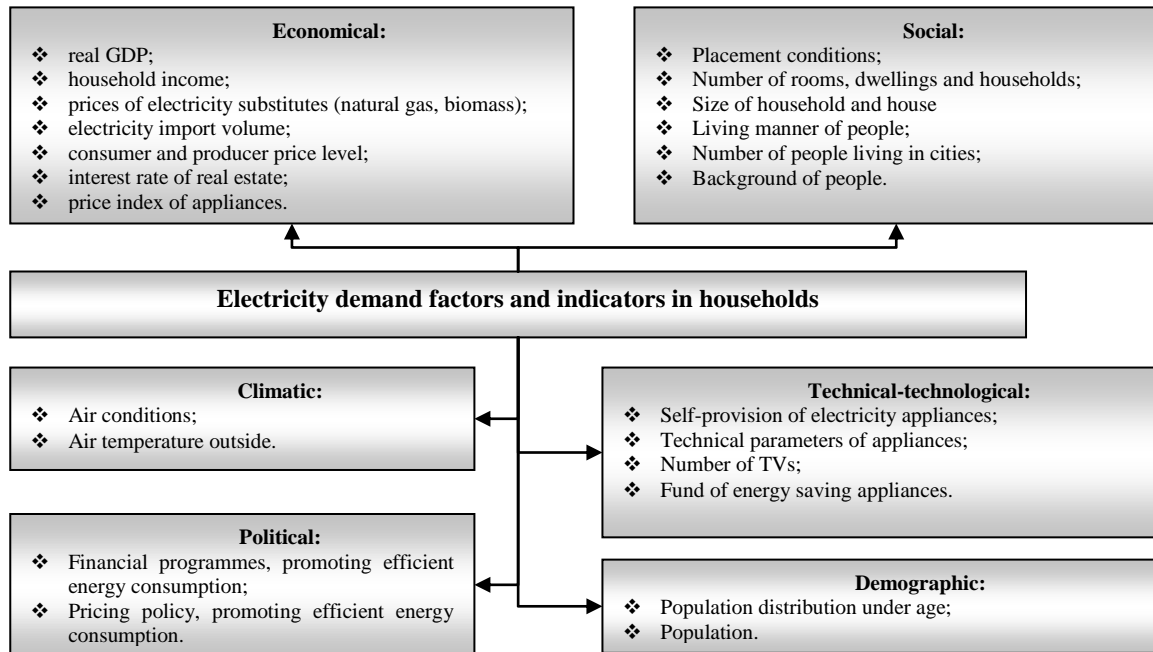 Economical:
❖ real GDP;
❖ household income;
❖ prices of electricity substitutes (natural gas, biomass);
❖ electricity import volume;
❖ consumer and producer price level;
❖ interest rate of real estate;
❖ price index of appliances.
Social:
❖ Placement conditions;
❖ Number of rooms, dwellings and households;
❖ Size of household and house
❖ Living manner of people;
❖ Number of people living in cities;
❖ Background of people.
Electricity demand factors and indicators in households
Climatic:
❖ Air conditions;
❖ Air temperature outside.
Technical-technological:
❖ Self-provision of electricity appliances;
❖ Technical parameters of appliances;
❖ Number of TVs;
❖ Fund of energy saving appliances.
Political:
❖ Financial programmes, promoting efficient
energy consumption;
❖ Pricing policy, promoting efficient energy
consumption.
Demographic:
❖ Population distribution under age;
❖ Population.